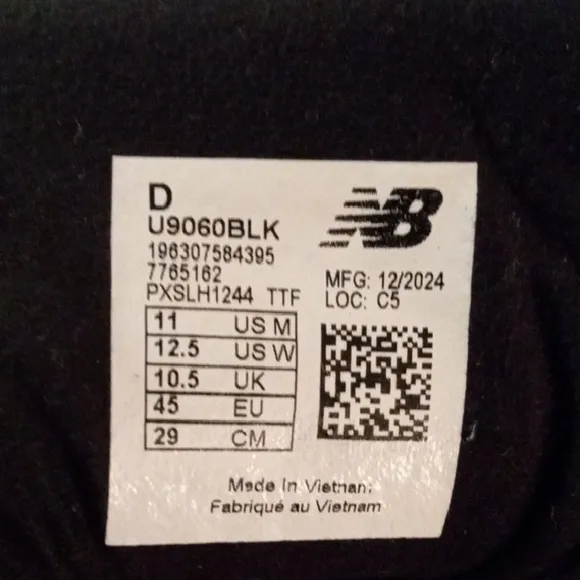 D
U9060BLK
196307584395
7765162
PXSLH1244 TTF
NB
MFG: 12/2024
LOC: C5
11 US M
12.5 US W
10.5 UK
45 EU
29 CM
Made In Vietnam
Fabriqué au Vietnam